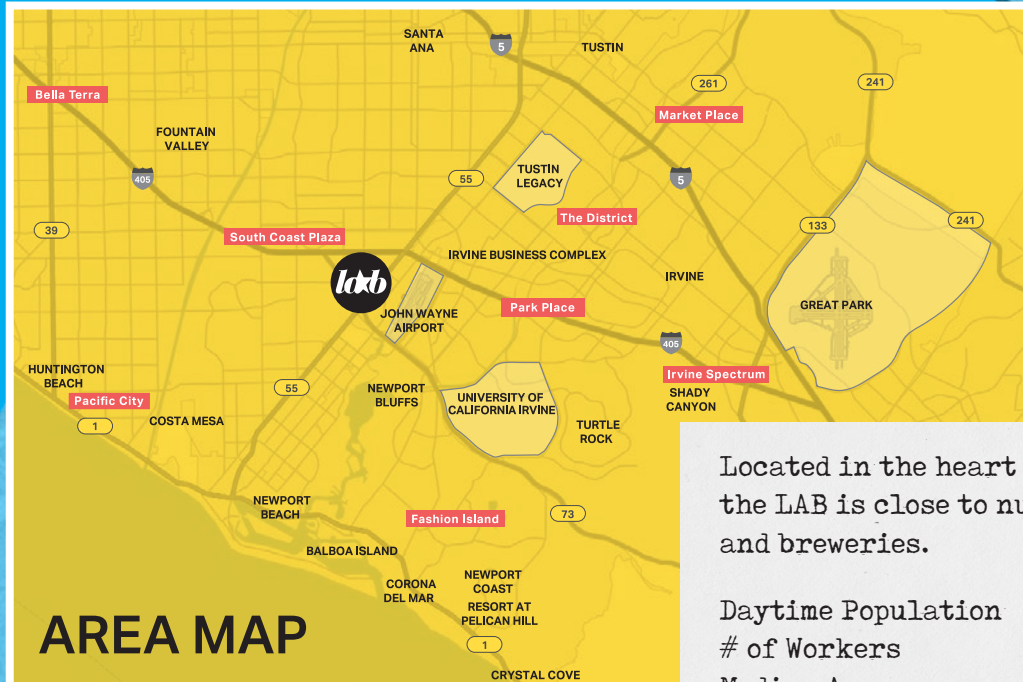 SANTA
ANA
5
TUSTIN
261
241
Bella Terra
Market Place
FOUNTAIN
VALLEY
405
55
TUSTIN
LEGACY
5
The District
133
241
39
South Coast Plaza
IRVINE BUSINESS COMPLEX
IRVINE
lab
JOHN WAYNE
AIRPORT
Park Place
GREAT PARK
405
Irvine Spectrum
SHADY
CANYON
HUNTINGTON
BEACH
Pacific City
1
COSTA MESA
55
NEWPORT
BLUFFS
UNIVERSITY OF
CALIFORNIA IRVINE
TURTLE
ROCK
NEWPORT
BEACH
Fashion Island
73
BALBOA ISLAND
CORONA
DEL MAR
NEWPORT
COAST
RESORT AT
PELICAN HILL
1
CRYSTAL COVE
AREA MAP
Located in the heart
the LAB is close to nu
and breweries.
Daytime Population
# of Workers